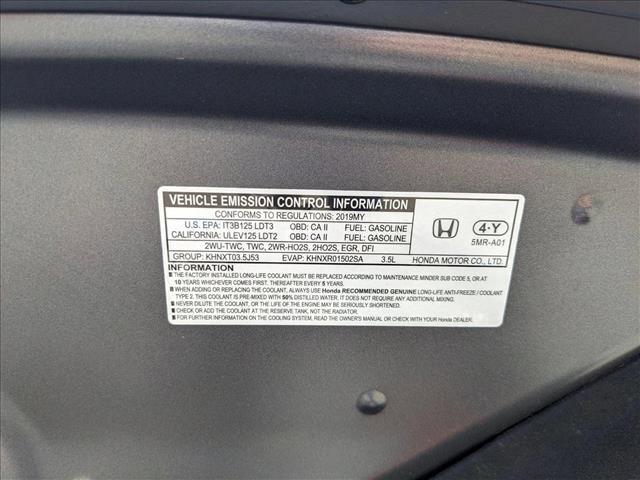 VEHICLE EMISSION CONTROL INFORMATION
CONFORMS TO REGULATIONS: 2019MY
U.S. EPA: IT3B125 LDT3 OBD: CA II FUEL: GASOLINE
CALIFORNIA: ULEV125 LDT2 OBD: CA II FUEL: GASOLINE
2WU-TWC, TWC, 2WR-HO2S, 2HO2S, EGR, DFI
GROUP: KHNXT03.5J53 EVAP: KHNXR01502SA 3.5L HONDA MOTOR CO., LTD.
4-Y
5MR-A01
INFORMATION
THE FACTORY INSTALLED LONG-LIFE COOLANT SHOULD BE REPLACED ACCORDING TO MAINTENANCE MINDER SUB CODE 5, OR AT
10 YEARS WHICHEVER COMES FIRST. THEREAFTER EVERY 5 YEARS.
WHEN ADDING OR REPLACING THE COOLANT, ALWAYS USE Honda RECOMMENDED GENUINE LONG-LIFE ANTI-FREEZE / COOLANT
TYPE 2. THIS COOLANT IS PRE-MIXED WITH 50% DISTILLED WATER. IT DOES NOT REQUIRE ANY ADDITIONAL MIXING.
NEVER DILUTE THE COOLANT, OR THE LIFE OF THE ENGINE MAY BE SERIOUSLY SHORTENED.
ADD OR CHECK THE COOLANT AT THE RESERVE TANK, NOT THE RADIATOR.
FOR FURTHER INFORMATION ON THE COOLING SYSTEM, READ THE OWNER'S MANUAL OR CHECK WITH YOUR Honda DEALER.